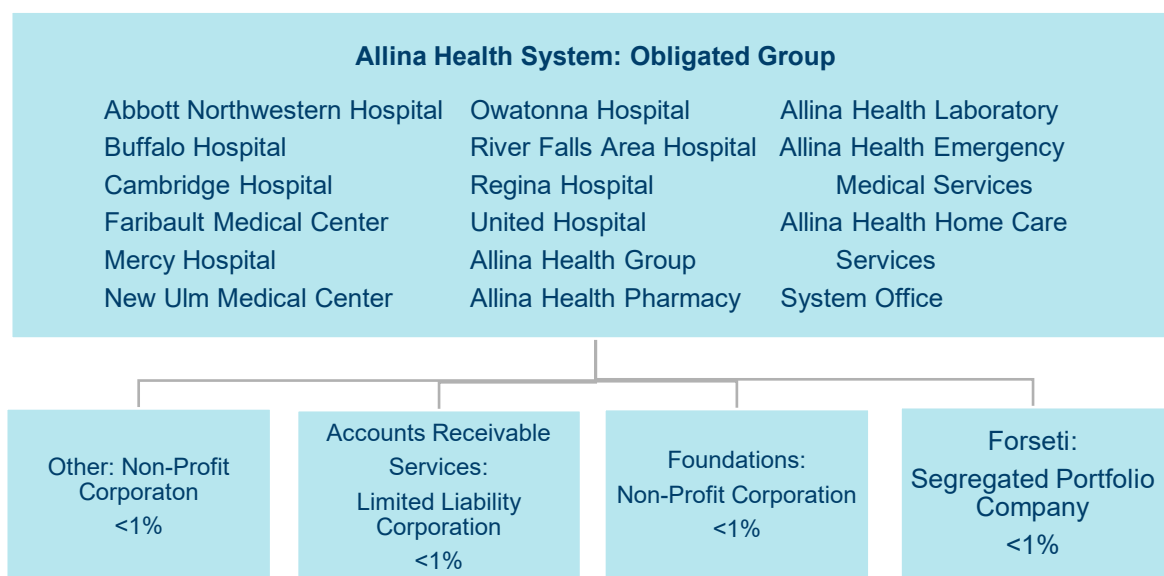 Allina Health System: Obligated Group
Abbott Northwestern Hospital
Buffalo Hospital
Cambridge Hospital
Faribault Medical Center
Mercy Hospital
New Ulm Medical Center
Owatonna Hospital
River Falls Area Hospital
Regina Hospital
United Hospital
Allina Health Group
Allina Health Pharmacy
Allina Health Laboratory
Allina Health Emergency
Medical Services
Allina Health Home Care
Services
System Office
Other: Non-Profit
Corporaton
<1%
Accounts Receivable
Services:
Limited Liability
Corporation
<1%
Foundations:
Non-Profit Corporation
<1%
Forseti:
Segregated Portfolio
Company
<1%